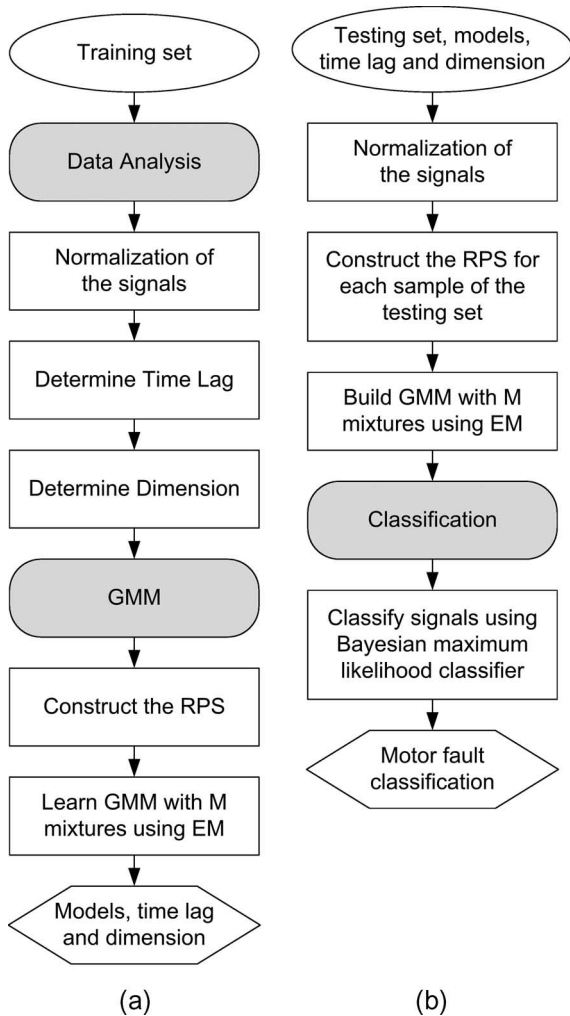 Training set
Data Analysis
Normalization of
the signals
Determine Time Lag
Determine Dimension
GMM
Construct the RPS
Learn GMM with M
mixtures using EM
Models, time lag
and dimension
(a)
Testing set, models,
time lag and dimension
Normalization of
the signals
Construct the RPS for
each sample of the
testing set
Build GMM with M
mixtures using EM
Classification
Classify signals using
Bayesian maximum
likelihood classifier
Motor fault
classification
(b)